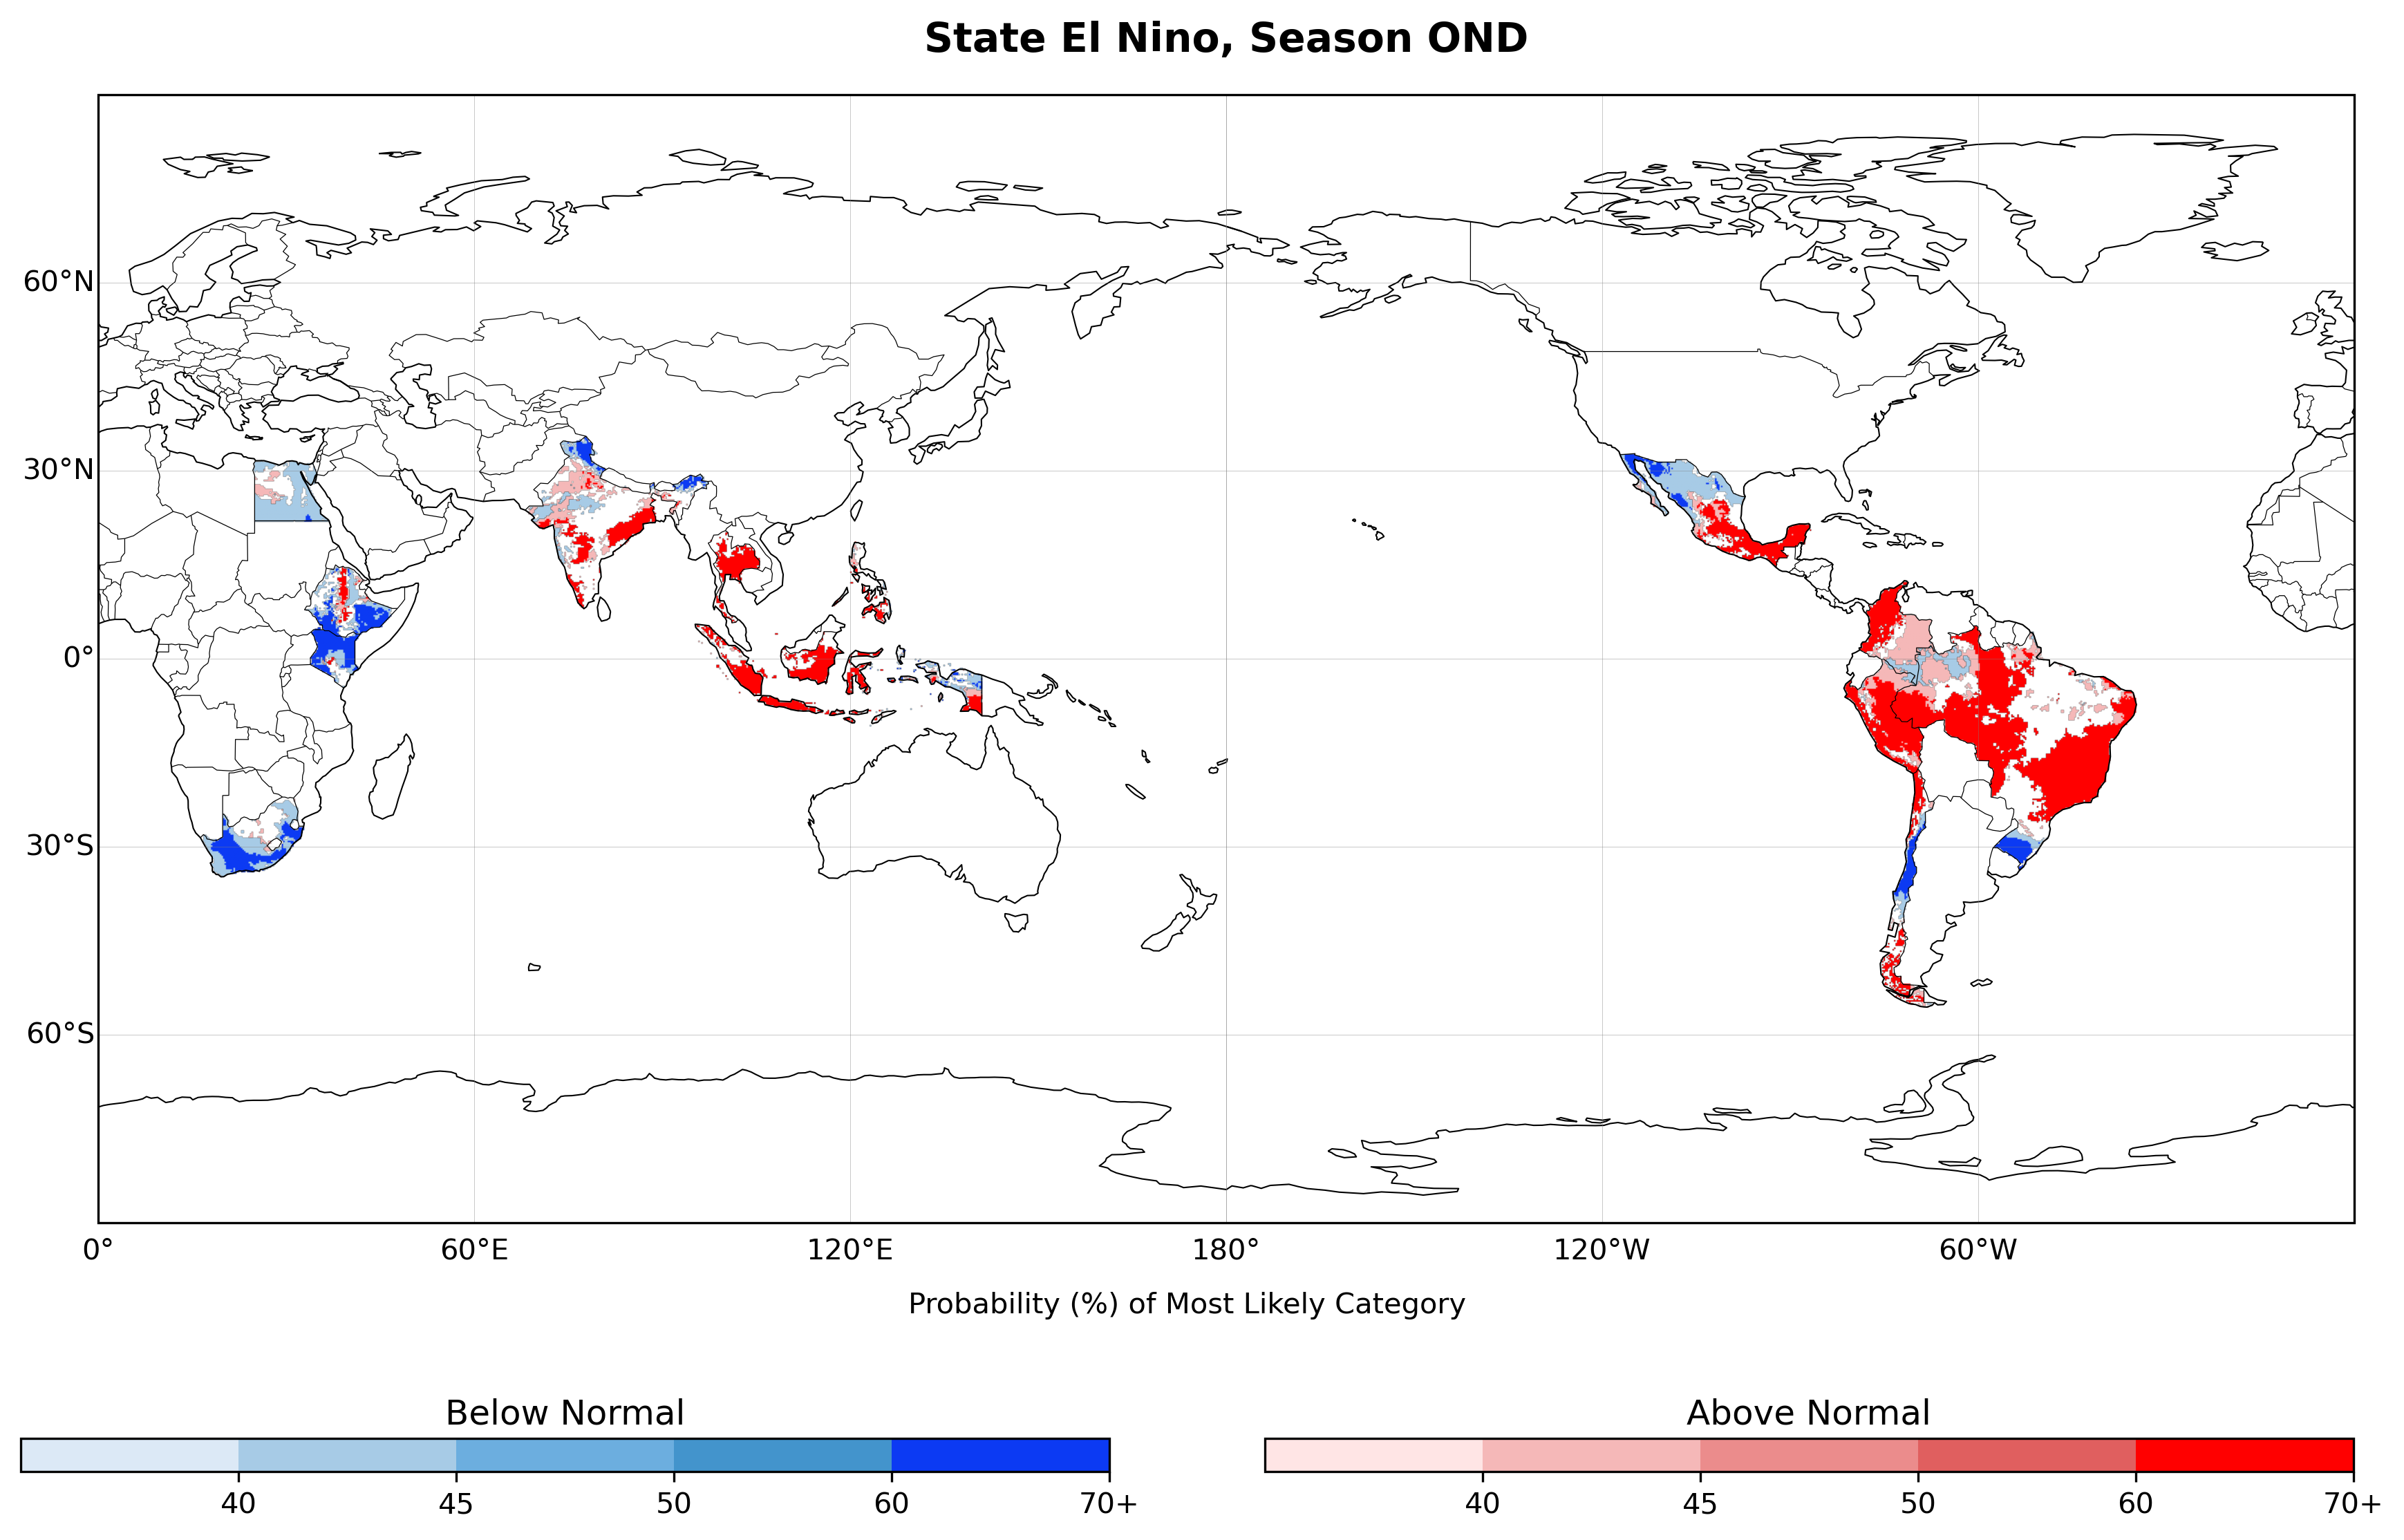 State El Nino, Season OND
60°N
30°N
0°
30°S
60°S
0°
60°E
120°E
180°
120°W
60°W
Probability (%) of Most Likely Category
Below Normal
40
45
50
60
70+
Above Normal
40
45
50
60
70+